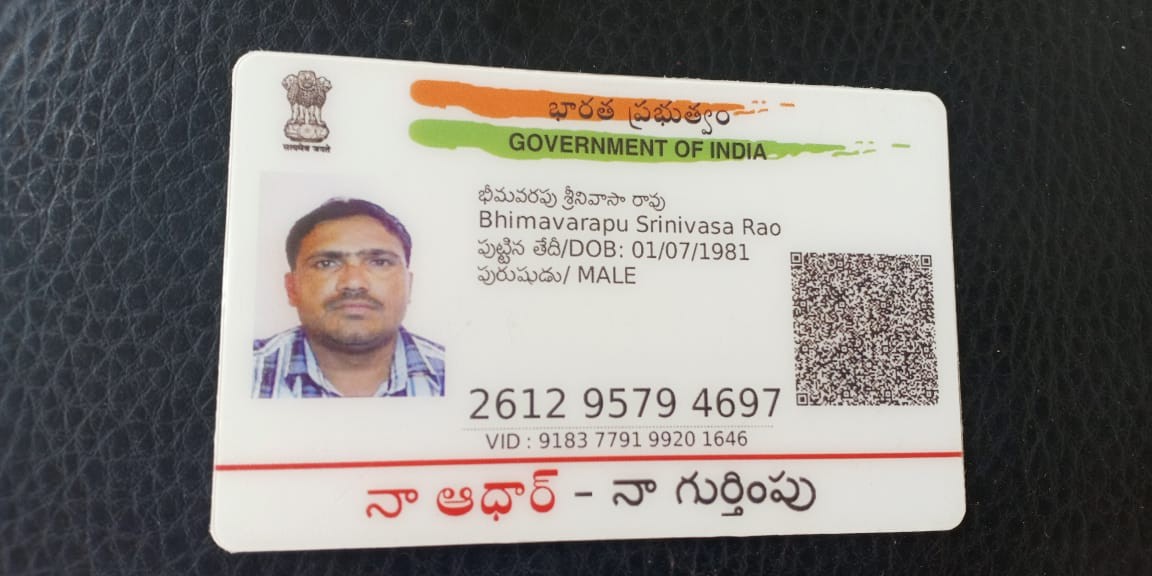 భారత ప్రభుత్వం
GOVERNMENT OF INDIA
सत्यमेव जयते
భీమవరపు శ్రీనివాసా రావు
Bhimavarapu Srinivasa Rao
పుట్టిన తేదీ/DOB: 01/07/1981
పురుషుడు/ MALE
2612 9579 4697
VID : 9183 7791 9920 1646
నా ఆధార్ - నా గుర్తింపు